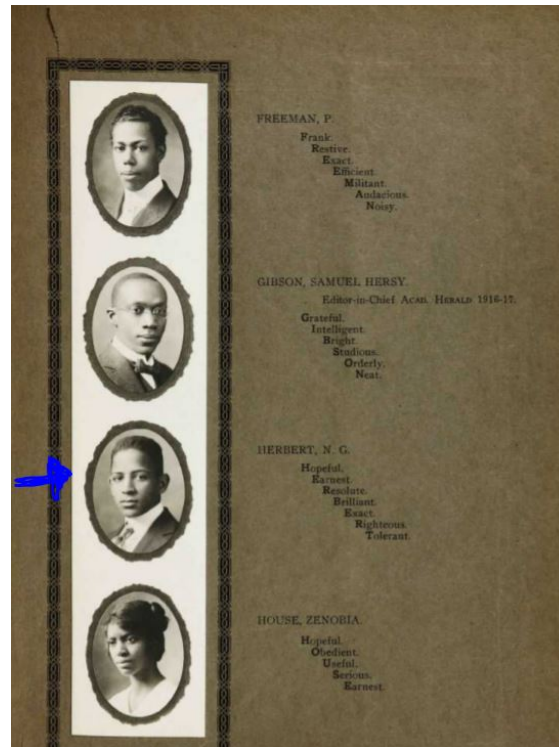 FREEMAN, P.
Frank.
Restive.
Exact.
Efficient.
Militant.
Audacious.
Noisy.
GIBSON, SAMUEL HERSY.
Editor-in-Chief ACAD. HERALD 1916-17.
Grateful.
Intelligent.
Bright.
Studious.
Orderly.
Neat.
HERBERT, N. G.
Hopeful.
Earnest.
Resolute.
Brilliant.
Exact.
Righteous.
Tolerant.
HOUSE, ZENOBIA.
Hopeful.
Obedient.
Useful.
Serious.
Earnest.